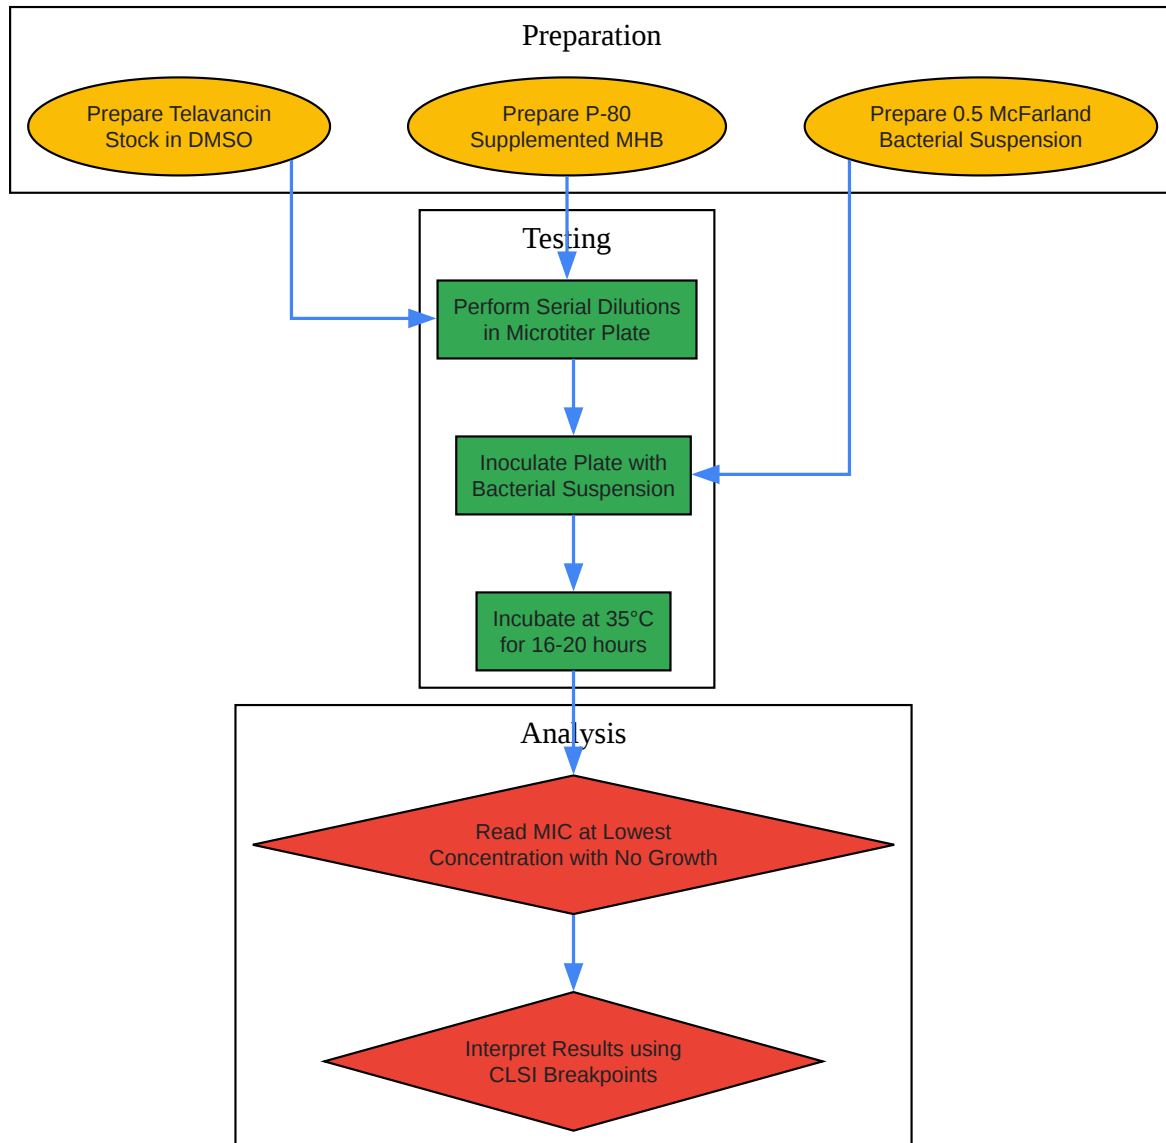 Preparation
Prepare Telavancin
Stock in DMSO
Prepare P-80
Supplemented MHB
Prepare 0.5 McFarland
Bacterial Suspension
Testing
Perform Serial Dilutions
in Microtiter Plate
Inoculate Plate with
Bacterial Suspension
Incubate at 35°C
for 16-20 hours
Analysis
Read MIC at Lowest
Concentration with No Growth
Interpret Results using
CLSI Breakpoints